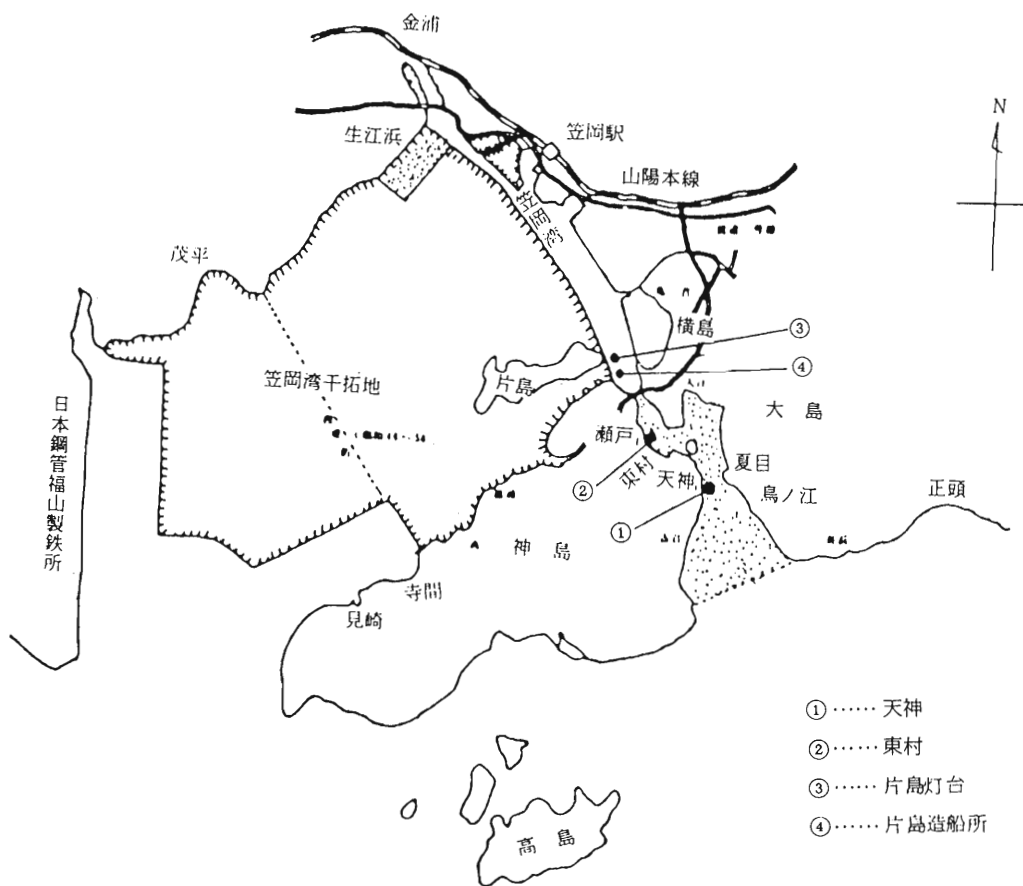 金浦
N
笠岡駅
生江浜
山陽本線
笠岡湾
茂平
横島
③
④
片島
笠岡湾干拓地
大島
日本鋼管福山製鉄所
瀬戸
夏目
②
東村
天神
鳥ノ江
正頭
①
神島
寺間
見崎
①……天神
②……東村
③……片島灯台
④……片島造船所
高島